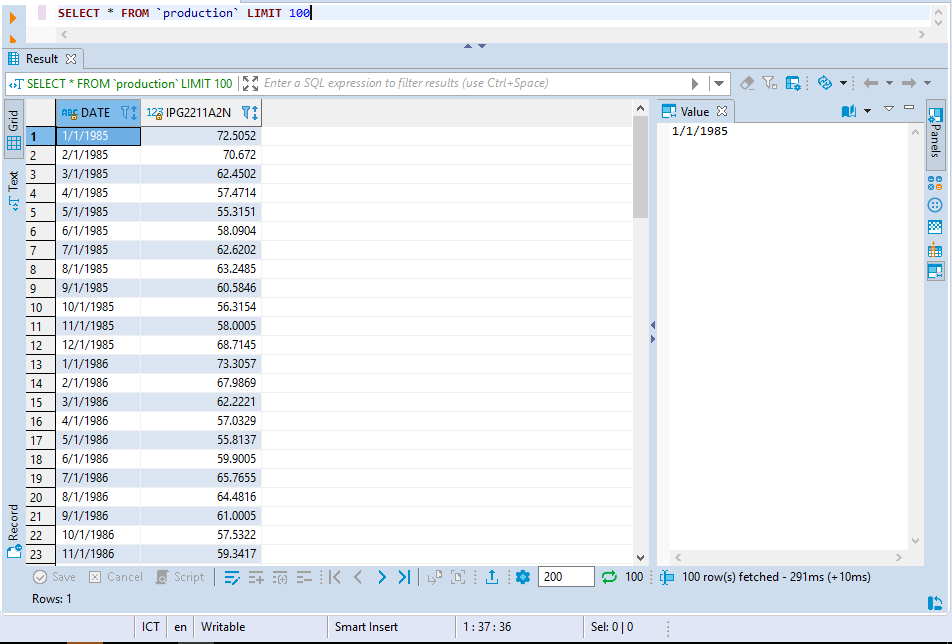 SELECT * FROM `production` LIMIT 100
Result
SELECT * FROM `production` LIMIT 100 Enter a SQL expression to filter results (use Ctrl+Space)
Grid
Text
Record
ABC DATE 123 IPG2211A2N
1 1/1/1985 72.5052
2 2/1/1985 70.672
3 3/1/1985 62.4502
4 4/1/1985 57.4714
5 5/1/1985 55.3151
6 6/1/1985 58.0904
7 7/1/1985 62.6202
8 8/1/1985 63.2485
9 9/1/1985 60.5846
10 10/1/1985 56.3154
11 11/1/1985 58.0005
12 12/1/1985 68.7145
13 1/1/1986 73.3057
14 2/1/1986 67.9869
15 3/1/1986 62.2221
16 4/1/1986 57.0329
17 5/1/1986 55.8137
18 6/1/1986 59.9005
19 7/1/1986 65.7655
20 8/1/1986 64.4816
21 9/1/1986 61.0005
22 10/1/1986 57.5322
23 11/1/1986 59.3417
Value
1/1/1985
Panels
Save Cancel Script 200 100 100 row(s) fetched - 291ms (+10ms)
Rows: 1
ICT en Writable Smart Insert 1 : 37 : 36 Sel: 0 | 0